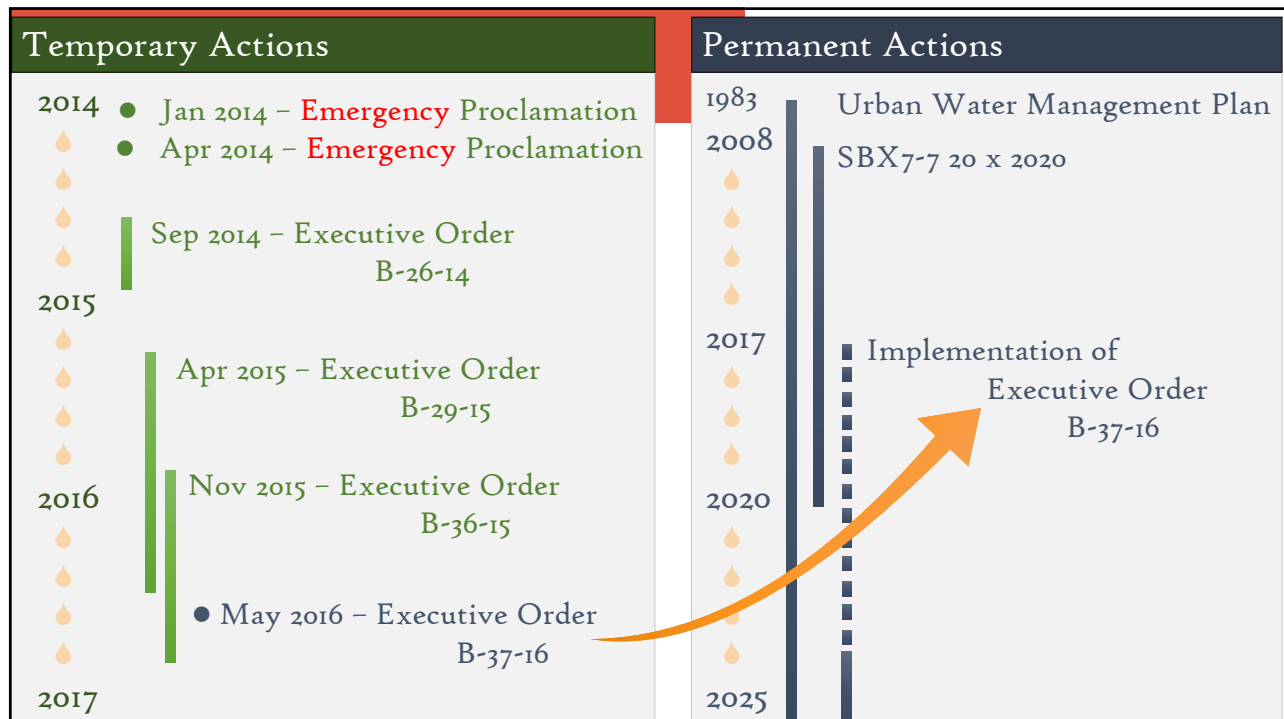 Temporary Actions
2014
Jan 2014 – Emergency Proclamation
Apr 2014 – Emergency Proclamation
Sep 2014 – Executive Order
B-26-14
2015
Apr 2015 – Executive Order
B-29-15
Nov 2015 – Executive Order
2016
B-36-15
May 2016 – Executive Order
B-37-16
2017
Permanent Actions
1983
Urban Water Management Plan
2008
SBX7-7 20 x 2020
2017
Implementation of
Executive Order
B-37-16
2020
2025